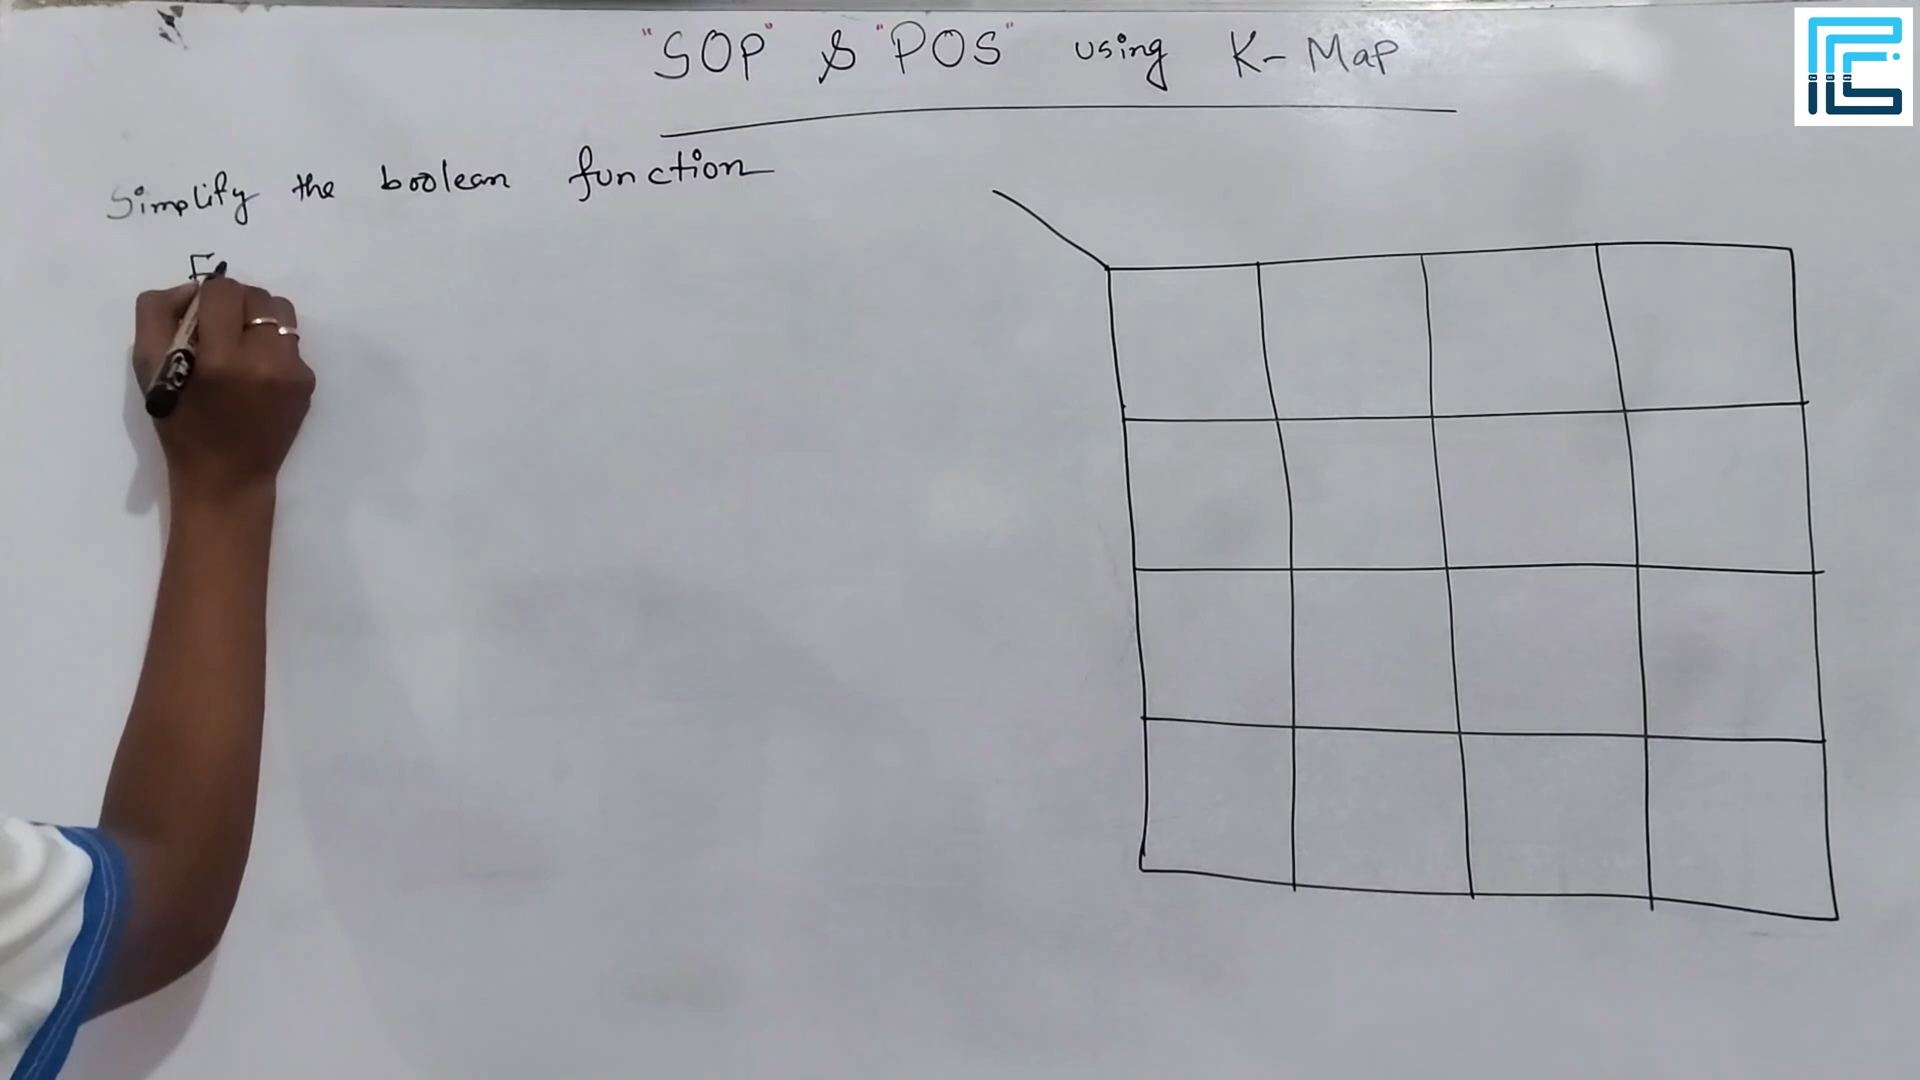 "SOP" & "POS" using K-Map
Simplify the boolean function
F